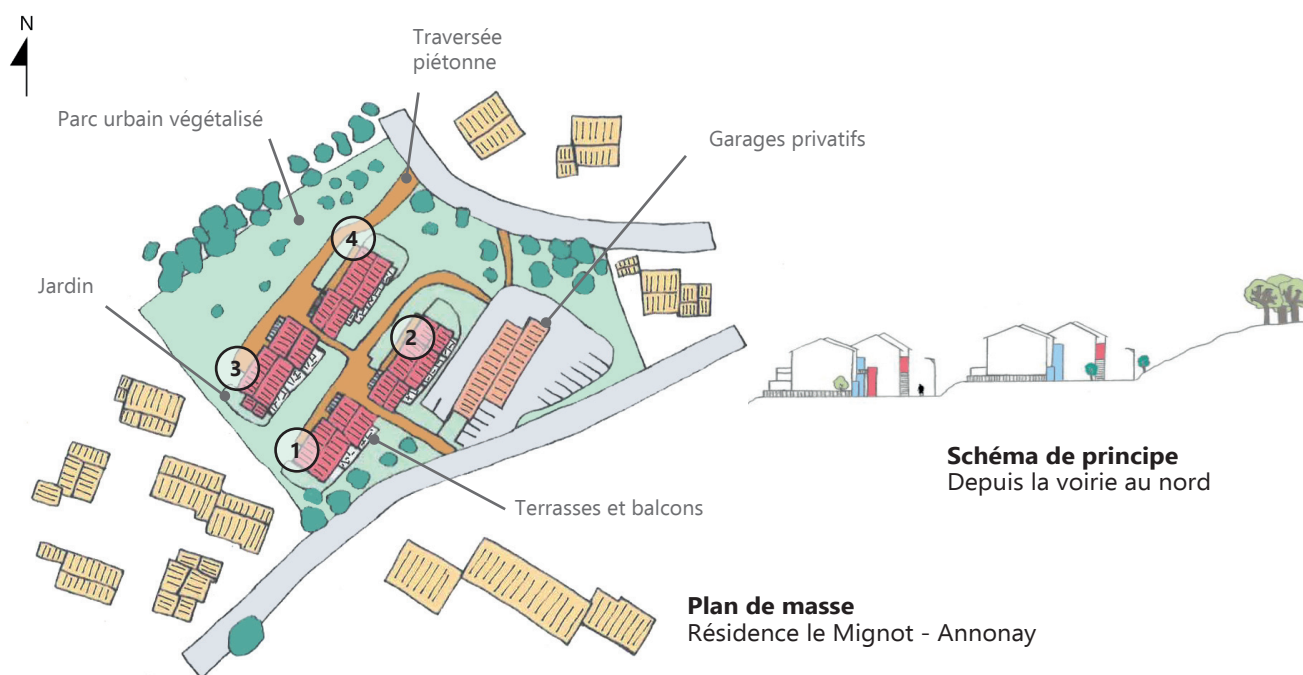 N
Traversée
piétonne
Parc urbain végétalisé
Garages privatifs
4
Jardin
2
3
1
Schéma de principe
Depuis la voirie au nord
Terrasses et balcons
Plan de masse
Résidence le Mignot - Annonay